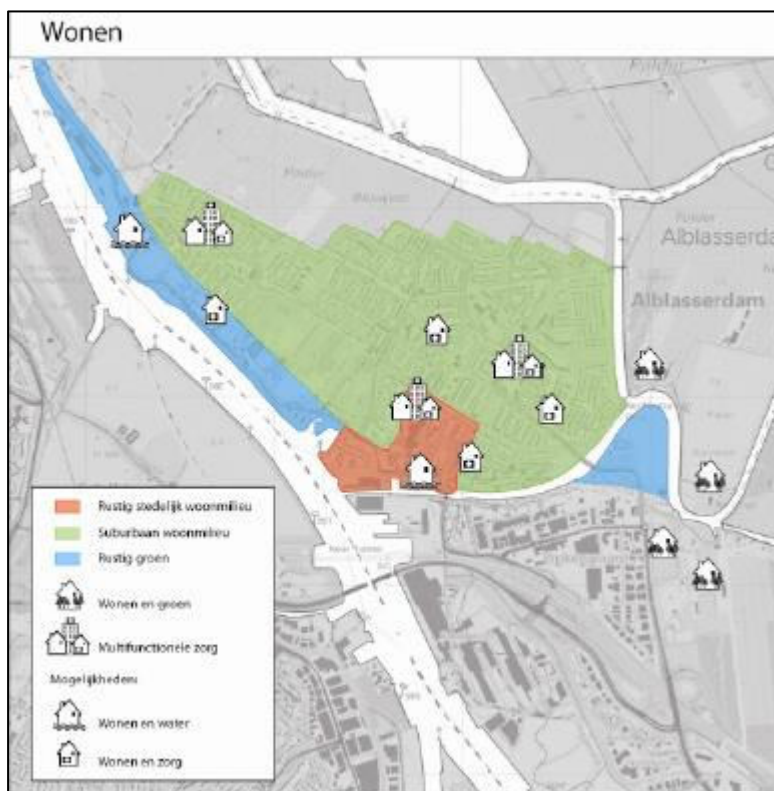 Wonen
Alblasserdam
Alblasserdam
Rustig stedelijk woonmilieu
Suburbaan woonmilieu
Rustig groen
Wonen en groen
Multifunctionele zorg
Mogelijkheden:
Wonen en water
Wonen en zorg